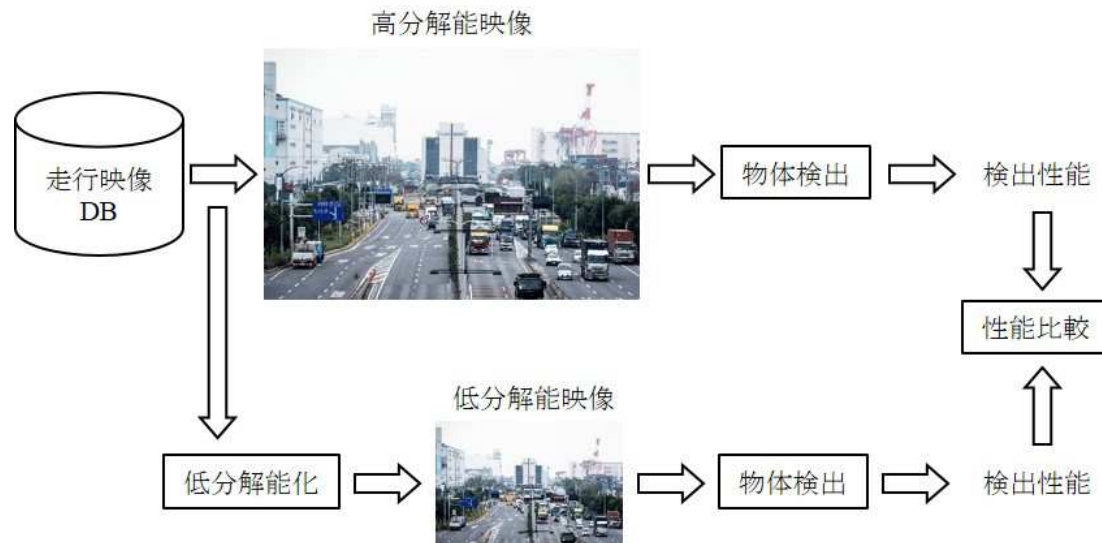 高分解能映像
走行映像
DB
物体検出
検出性能
性能比較
低分解能映像
低分解能化
物体検出
検出性能